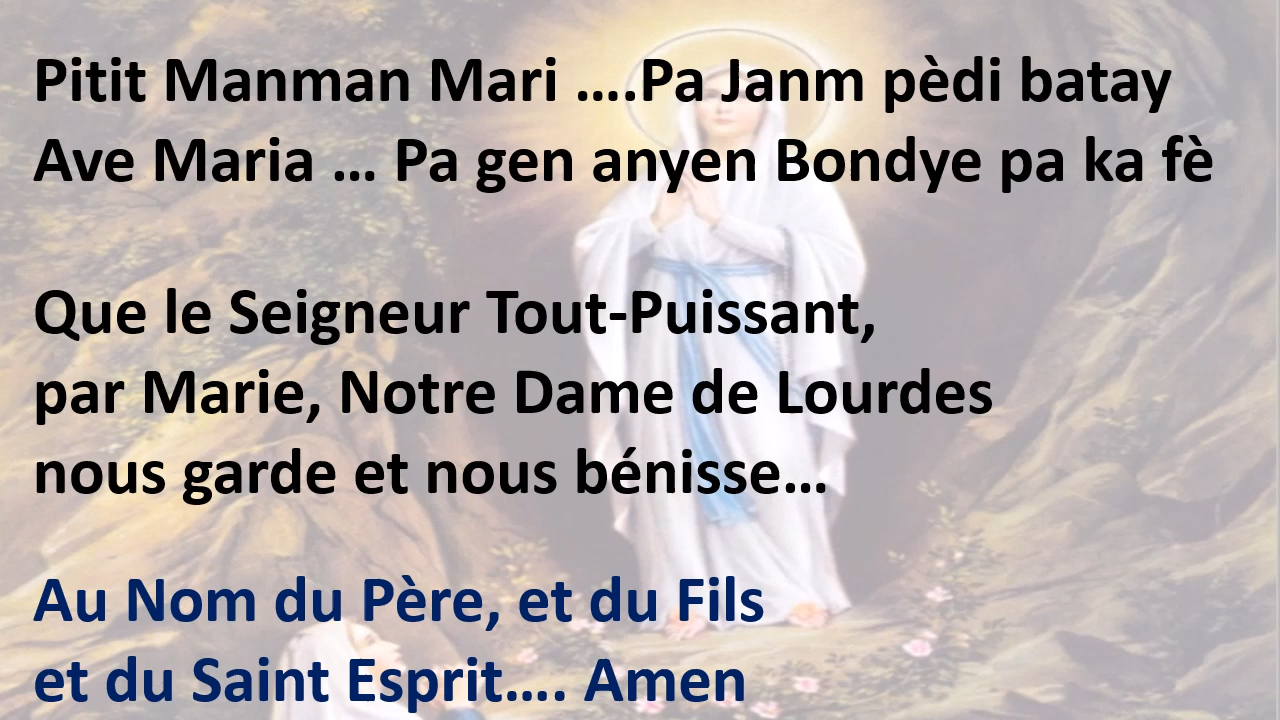 Pitit Manman Mari ….Pa Janm pèdi batay
Ave Maria … Pa gen anyen Bondye pa ka fè
Que le Seigneur Tout-Puissant,
par Marie, Notre Dame de Lourdes
nous garde et nous bénisse…
Au Nom du Père, et du Fils
et du Saint Esprit…. Amen